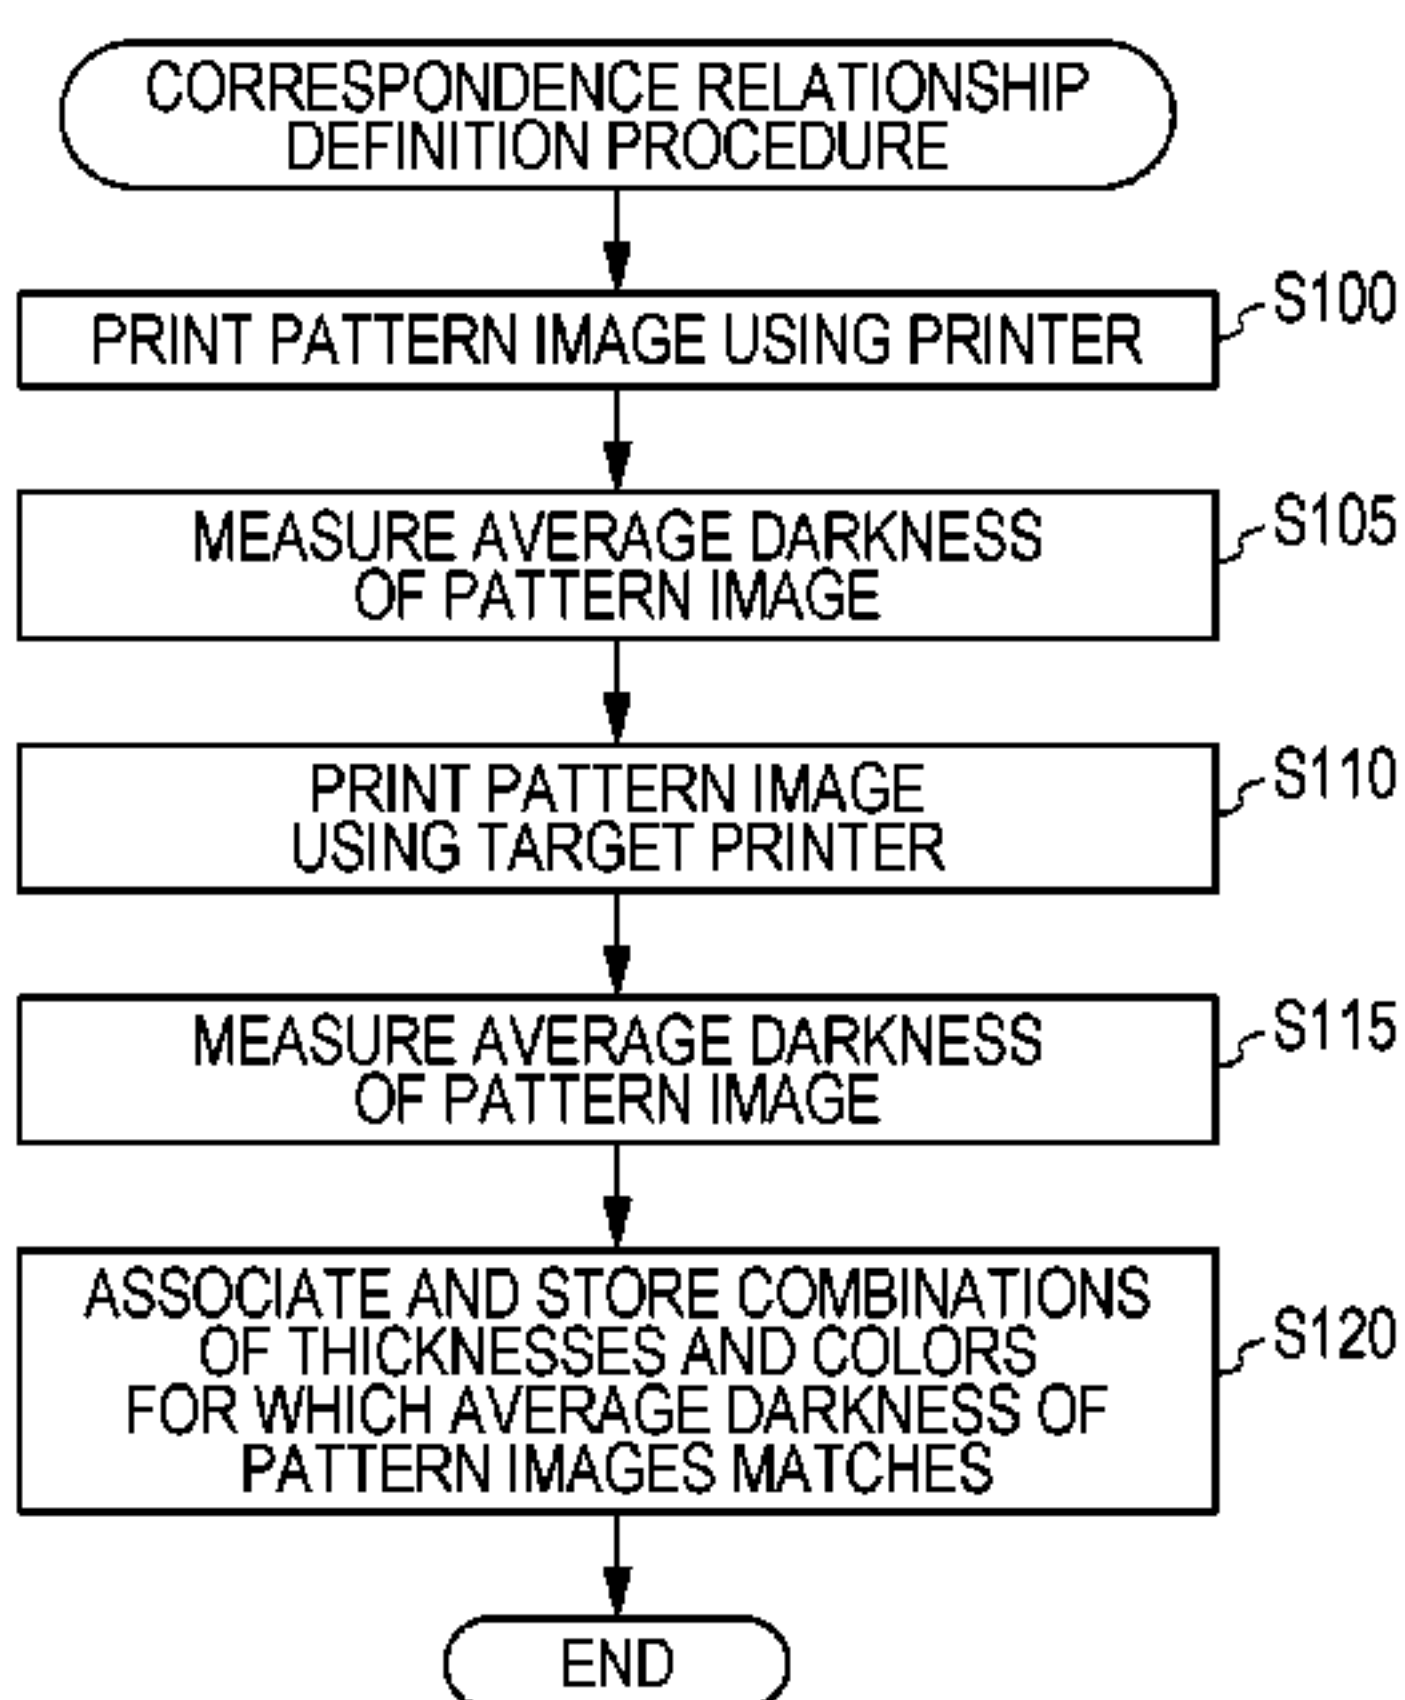 CORRESPONDENCE RELATIONSHIP
DEFINITION PROCEDURE
S100
PRINT PATTERN IMAGE USING PRINTER
S105
MEASURE AVERAGE DARKNESS
OF PATTERN IMAGE
S110
PRINT PATTERN IMAGE
USING TARGET PRINTER
S115
MEASURE AVERAGE DARKNESS
OF PATTERN IMAGE
S120
ASSOCIATE AND STORE COMBINATIONS
OF THICKNESSES AND COLORS
FOR WHICH AVERAGE DARKNESS OF
PATTERN IMAGES MATCHES
END